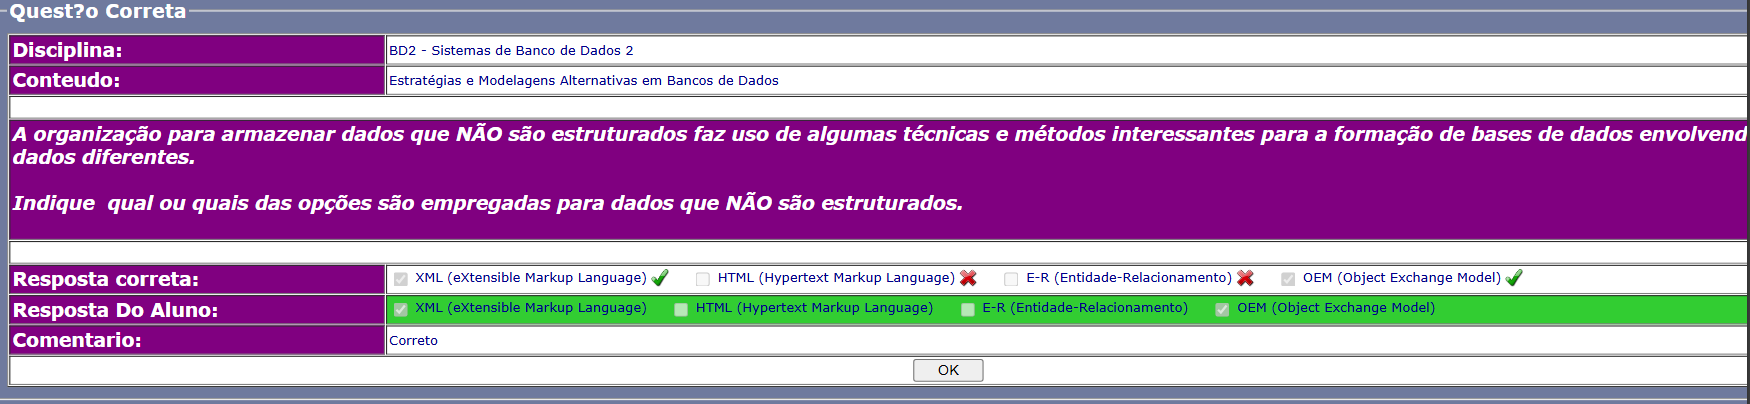 Quest?o Correta
Disciplina: BD2 - Sistemas de Banco de Dados 2
Conteudo: Estratégias e Modelagens Alternativas em Bancos de Dados
A organização para armazenar dados que NÃO são estruturados faz uso de algumas técnicas e métodos interessantes para a formação de bases de dados envolvend
dados diferentes.
Indique qual ou quais das opções são empregadas para dados que NÃO são estruturados.
Resposta correta: XML (eXtensible Markup Language) HTML (Hypertext Markup Language) E-R (Entidade-Relacionamento) OEM (Object Exchange Model)
Resposta Do Aluno: XML (eXtensible Markup Language) HTML (Hypertext Markup Language) E-R (Entidade-Relacionamento) OEM (Object Exchange Model)
Comentario: Correto
OK